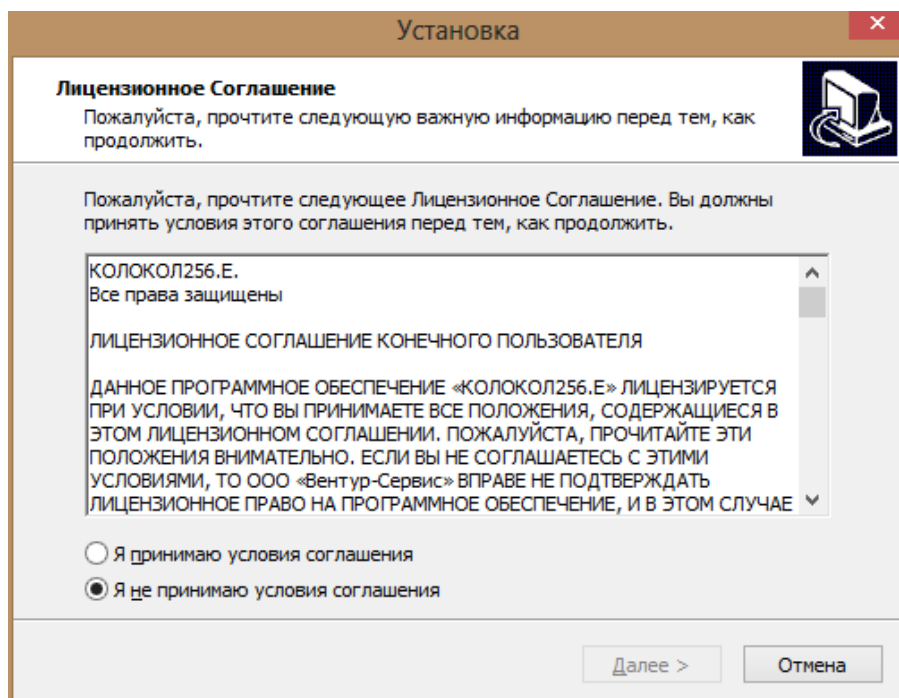 Установка
Лицензионное Соглашение
Пожалуйста, прочтите следующую важную информацию перед тем, как
продолжить.
Пожалуйста, прочтите следующее Лицензионное Соглашение. Вы должны
принять условия этого соглашения перед тем, как продолжить.
КОЛОКОЛ256.Е.
Все права защищены
ЛИЦЕНЗИОННОЕ СОГЛАШЕНИЕ КОНЕЧНОГО ПОЛЬЗОВАТЕЛЯ
ДАННОЕ ПРОГРАММНОЕ ОБЕСПЕЧЕНИЕ «КОЛОКОЛ256.Е» ЛИЦЕНЗИРУЕТСЯ
ПРИ УСЛОВИИ, ЧТО ВЫ ПРИНИМАЕТЕ ВСЕ ПОЛОЖЕНИЯ, СОДЕРЖАЩИЕСЯ В
ЭТОМ ЛИЦЕНЗИОННОМ СОГЛАШЕНИИ. ПОЖАЛУЙСТА, ПРОЧИТАЙТЕ ЭТИ
ПОЛОЖЕНИЯ ВНИМАТЕЛЬНО. ЕСЛИ ВЫ НЕ СОГЛАШАЕТЕСЬ С ЭТИМИ
УСЛОВИЯМИ, ТО ООО «Вентур-Сервис» ВПРАВЕ НЕ ПОДТВЕРЖДАТЬ
ЛИЦЕНЗИОННОЕ ПРАВО НА ПРОГРАММНОЕ ОБЕСПЕЧЕНИЕ, И В ЭТОМ СЛУЧАЕ
Я принимаю условия соглашения
Я не принимаю условия соглашения
Далее >
Отмена